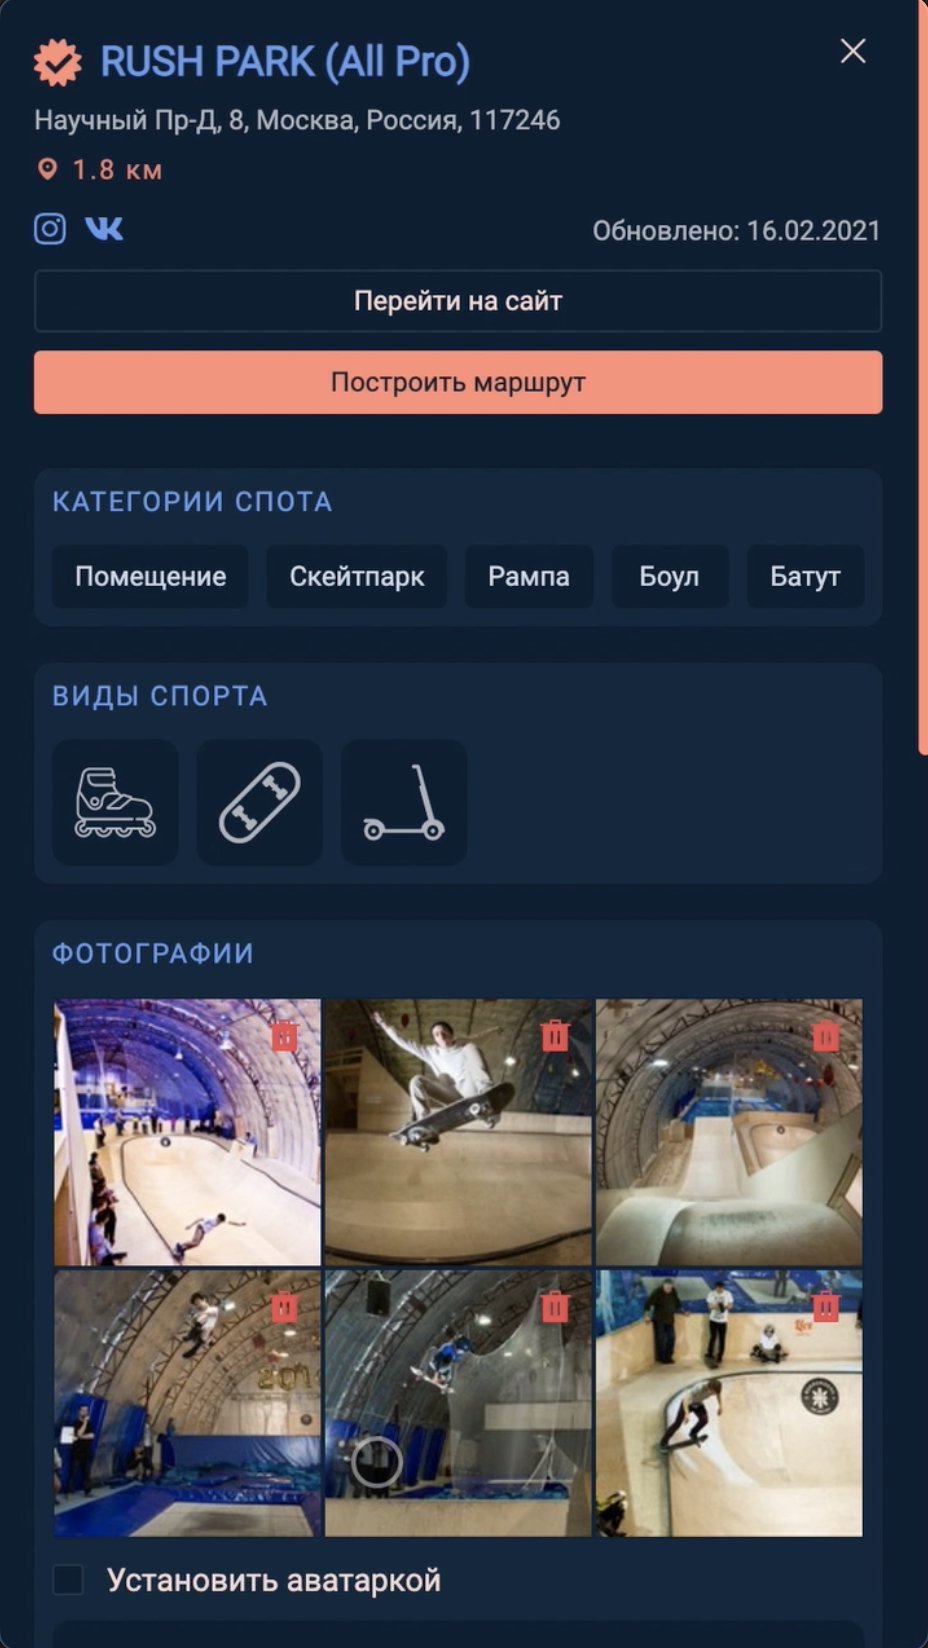 RUSH PARK (All Pro)
Научный Пр-Д, 8, Москва, Россия, 117246
1.8 км
Обновлено: 16.02.2021
Перейти на сайт
Построить маршрут
КАТЕГОРИИ СПОТА
Помещение Скейтпарк Рампа Боул Батут
ВИДЫ СПОРТА
ФОТОГРАФИИ
Установить аватаркой